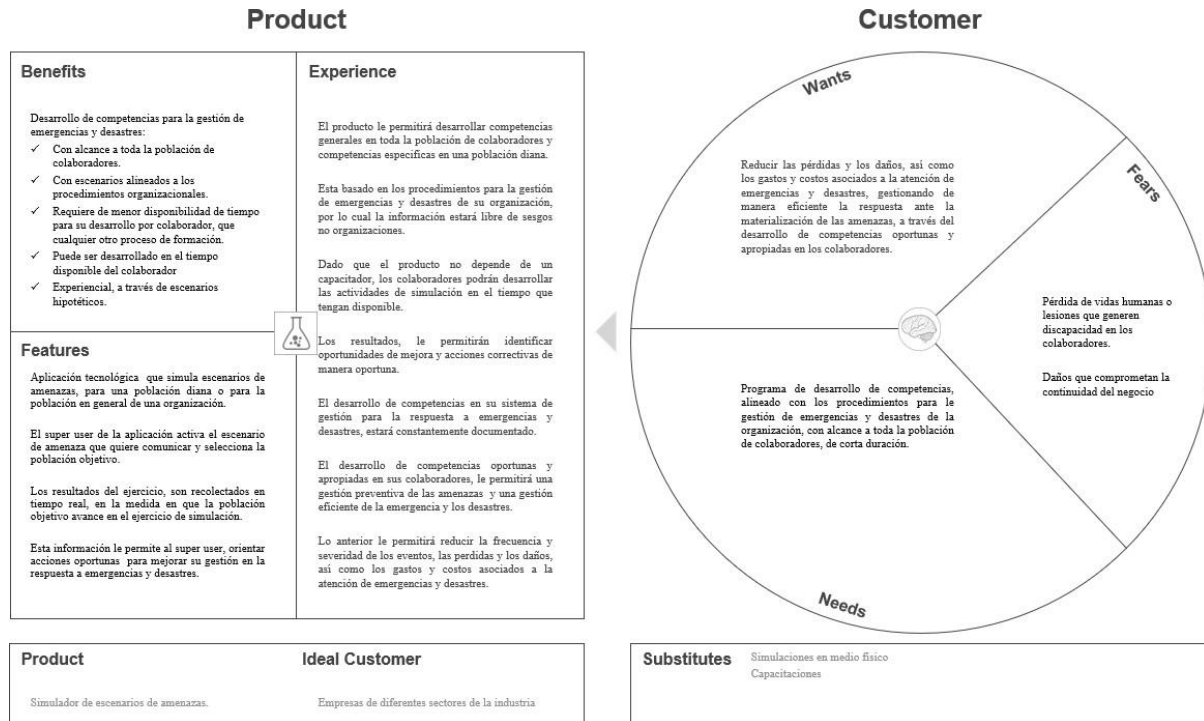 Product
Customer
Benefits
Desarrollo de competencias para la gestión de
emergencias y desastres:
✓ Con alcance a toda la población de
colaboradores.
✓ Con escenarios alineados a los
procedimientos organizacionales.
✓ Requiere de menor disponibilidad de tiempo
para su desarrollo por colaborador, que
cualquier otro proceso de formación.
✓ Puede ser desarrollado en el tiempo
disponible del colaborador
✓ Experiencial, a través de escenarios
hipotéticos.
Features
Aplicación tecnológica que simula escenarios de
amenazas, para una población diana o para la
población en general de una organización.
El super user de la aplicación activa el escenario
de amenaza que quiere comunicar y selecciona la
población objetivo.
Los resultados del ejercicio, son recolectados en
tiempo real, en la medida en que la población
objetivo avance en el ejercicio de simulación.
Esta información le permite al super user, orientar
acciones oportunas para mejorar su gestión en la
respuesta a emergencias y desastres.
Experience
El producto le permitirá desarrollar competencias
generales en toda la población de colaboradores y
competencias especificas en una población diana.
Esta basado en los procedimientos para la gestión
de emergencias y desastres de su organización,
por lo cual la información estará libre de sesgos
no organizaciones.
Dado que el producto no depende de un
capacitador, los colaboradores podrán desarrollar
las actividades de simulación en el tiempo que
tengan disponible.
Los resultados, le permitirán identificar
oportunidades de mejora y acciones correctivas de
manera oportuna.
El desarrollo de competencias en su sistema de
gestión para la respuesta a emergencias y
desastres, estará constantemente documentado.
El desarrollo de competencias oportunas y
apropiadas en sus colaboradores, le permitirá una
gestión preventiva de las amenazas y una gestión
eficiente de la emergencia y los desastres.
Lo anterior le permitirá reducir la frecuencia y
severidad de los eventos, las perdidas y los daños,
asi como los gastos y costos asociados a la
atención de emergencias y desastres.
Wants
Reducir las pérdidas y los daños, asi como
los gastos y costos asociados a la atención de
emergencias y desastres, gestionando de
manera eficiente la respuesta ante la
materialización de las amenazas, a través del
desarrollo de competencias oportunas y
apropiadas en los colaboradores.
Fears
Pérdida de vidas humanas o
lesiones que generen
discapacidad en los
colaboradores.
Daños que comprometan la
continuidad del negocio
Programa de desarrollo de competencias,
alineado con los procedimientos para le
gestión de emergencias y desastres de la
organización, con alcance a toda la población
de colaboradores, de corta duración.
Needs
Product
Simulador de escenarios de amenazas.
Ideal Customer
Empresas de diferentes sectores de la industria
Substitutes
Simulaciones en medio físico
Capacitaciones